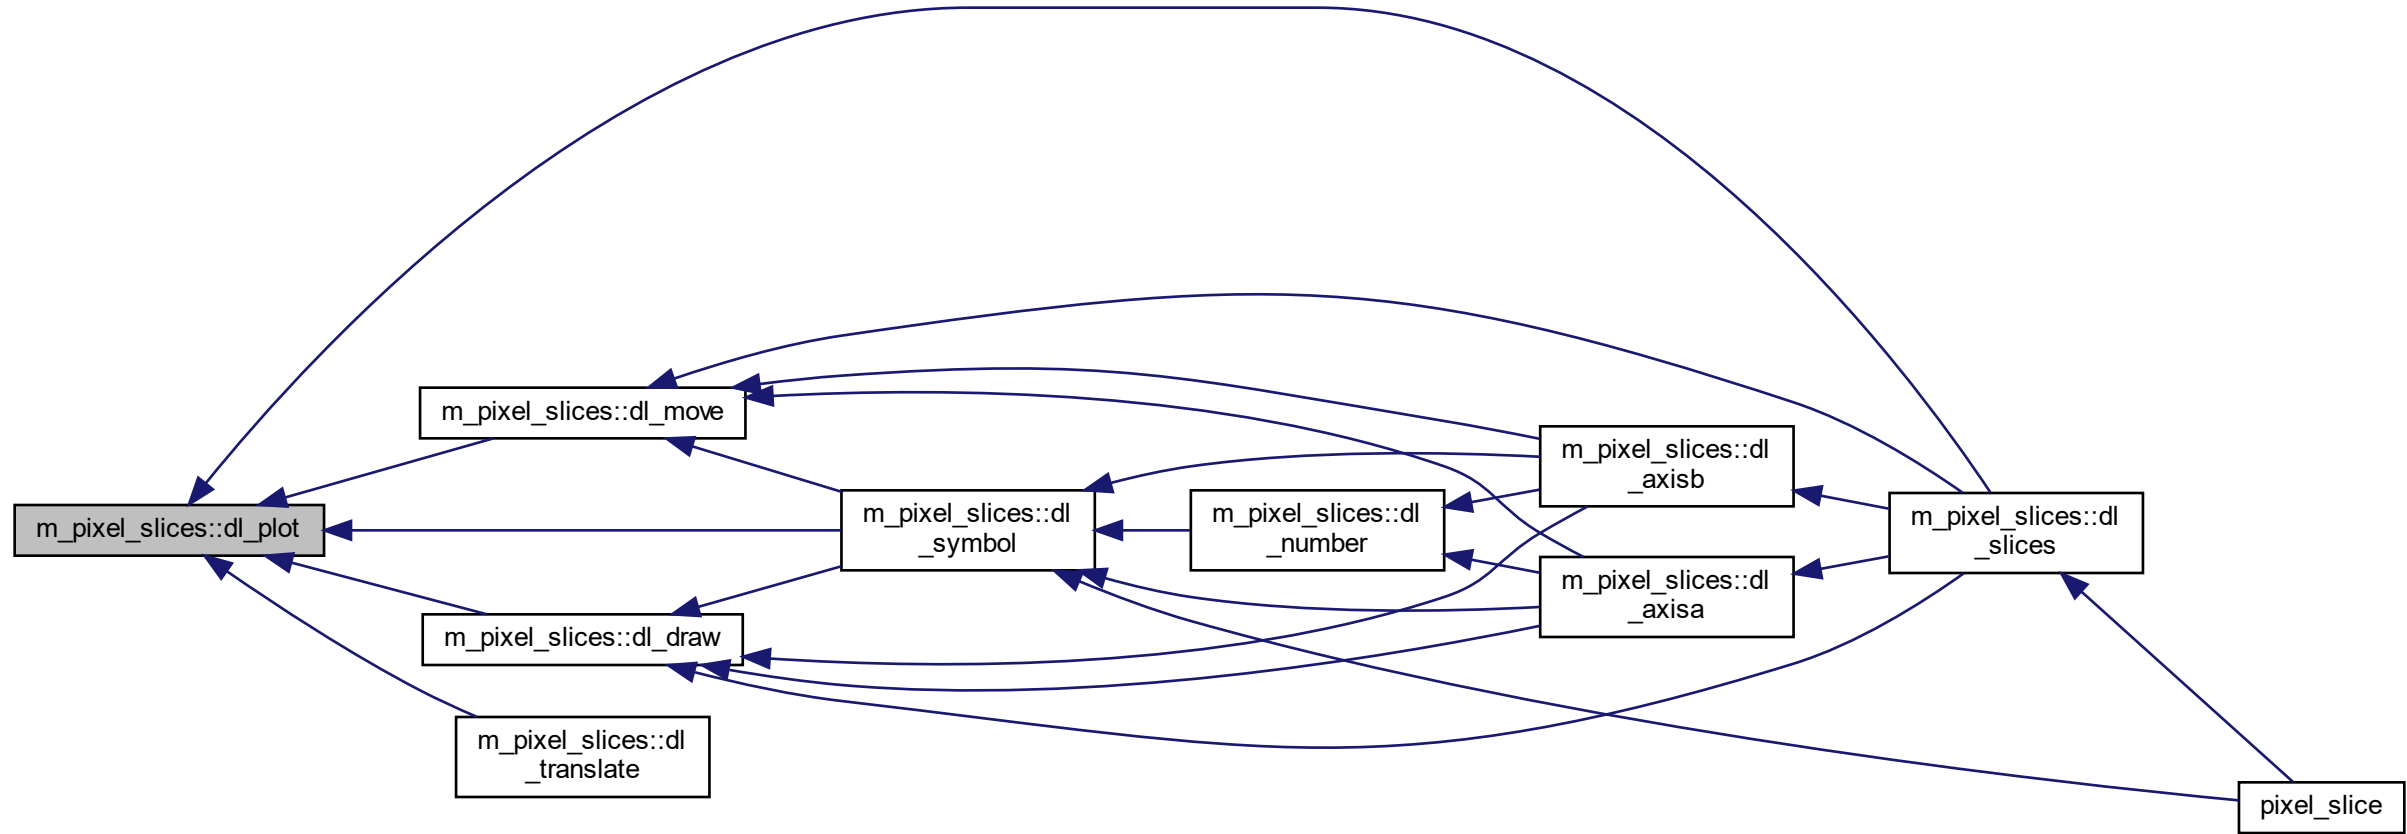 m_pixel_slices::dl_plot
m_pixel_slices::dl_move
m_pixel_slices::dl_draw
m_pixel_slices::dl
_translate
m_pixel_slices::dl
_symbol
m_pixel_slices::dl
_number
m_pixel_slices::dl
_axisb
m_pixel_slices::dl
_axisa
m_pixel_slices::dl
_slices
pixel_slice